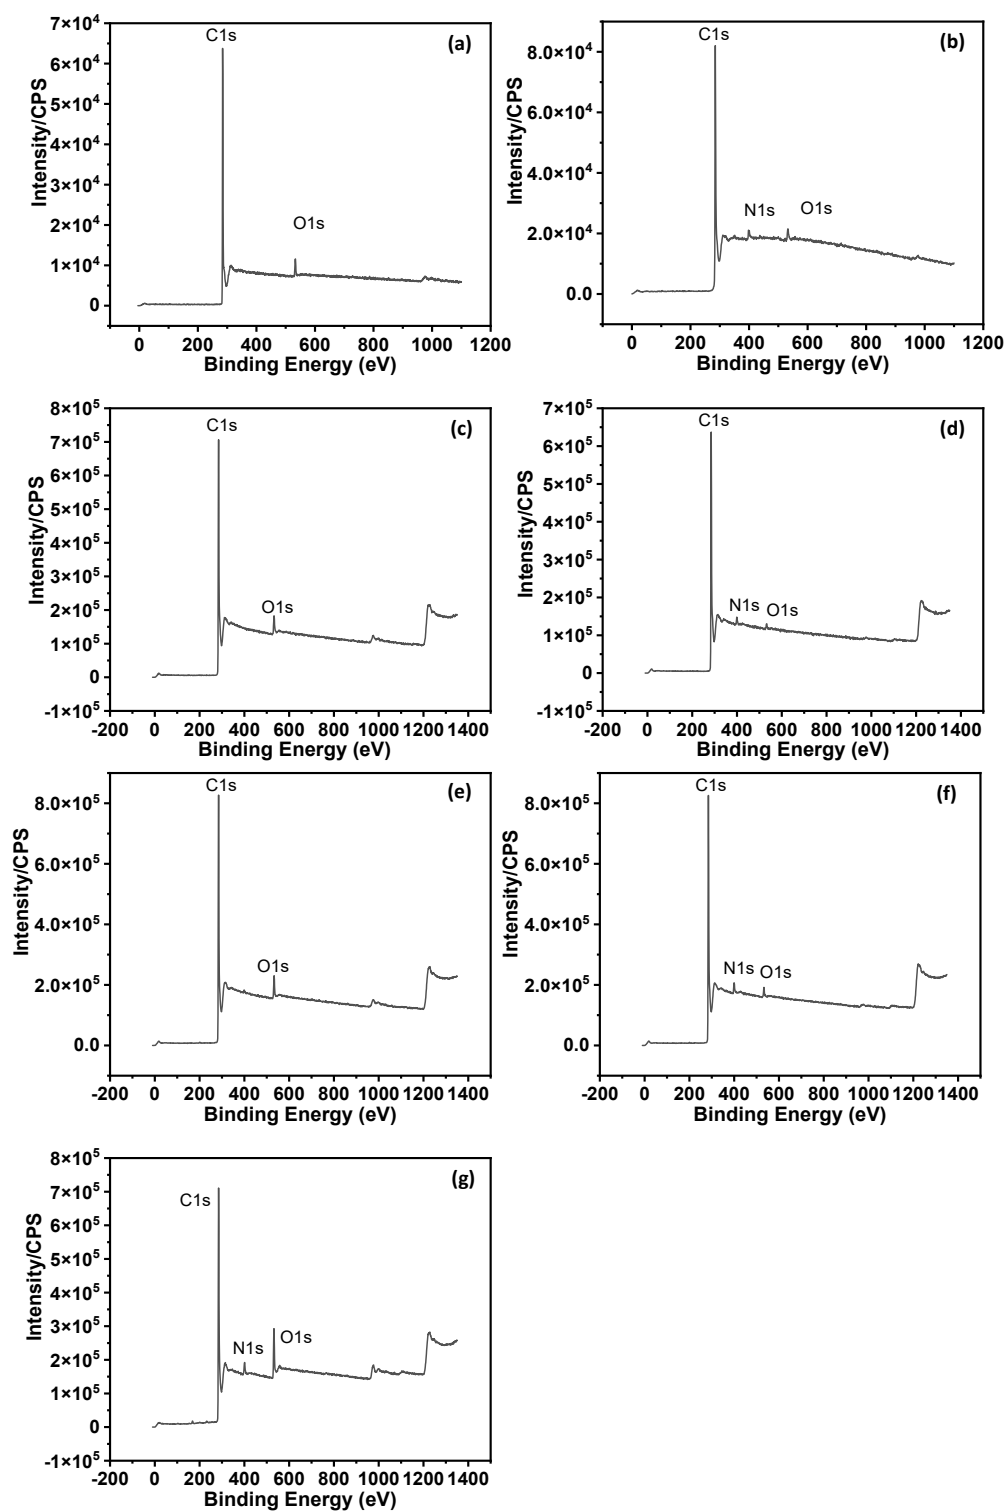 7×10⁴
6×10⁴
5×10⁴
4×10⁴
3×10⁴
2×10⁴
1×10⁴
0
Intensity/CPS
C1s
O1s
(a)
0 200 400 600 800 1000 1200
Binding Energy (eV)
8.0×10⁴
6.0×10⁴
4.0×10⁴
2.0×10⁴
0.0
Intensity/CPS
C1s
N1s
O1s
(b)
0 200 400 600 800 1000 1200
Binding Energy (eV)
8×10⁵
7×10⁵
6×10⁵
5×10⁵
4×10⁵
3×10⁵
2×10⁵
1×10⁵
0
-1×10⁵
Intensity/CPS
C1s
O1s
(c)
-200 0 200 400 600 800 1000 1200 1400
Binding Energy (eV)
7×10⁵
6×10⁵
5×10⁵
4×10⁵
3×10⁵
2×10⁵
1×10⁵
0
-1×10⁵
Intensity/CPS
C1s
N1s
O1s
(d)
-200 0 200 400 600 800 1000 1200 1400
Binding Energy (eV)
8.0×10⁵
6.0×10⁵
4.0×10⁵
2.0×10⁵
0.0
Intensity/CPS
C1s
O1s
(e)
-200 0 200 400 600 800 1000 1200 1400
Binding Energy (eV)
8.0×10⁵
6.0×10⁵
4.0×10⁵
2.0×10⁵
0.0
Intensity/CPS
C1s
N1s
O1s
(f)
-200 0 200 400 600 800 1000 1200 1400
Binding Energy (eV)
8×10⁵
7×10⁵
6×10⁵
5×10⁵
4×10⁵
3×10⁵
2×10⁵
1×10⁵
0
-1×10⁵
Intensity/CPS
C1s
N1s
O1s
(g)
-200 0 200 400 600 800 1000 1200 1400
Binding Energy (eV)